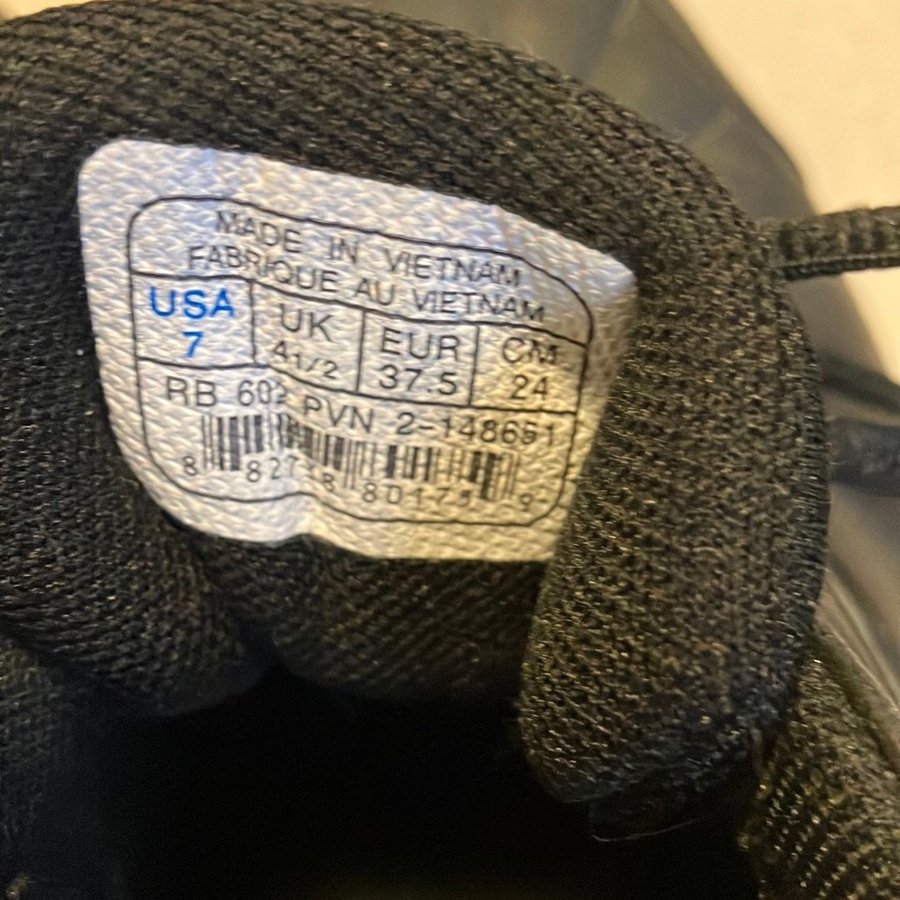 MADE IN VIETNAM
FABRIQUE AU VIETNAM
USA UK EUR CM
7 4 1/2 37.5 24
RB 602 PVN 2-148651
8